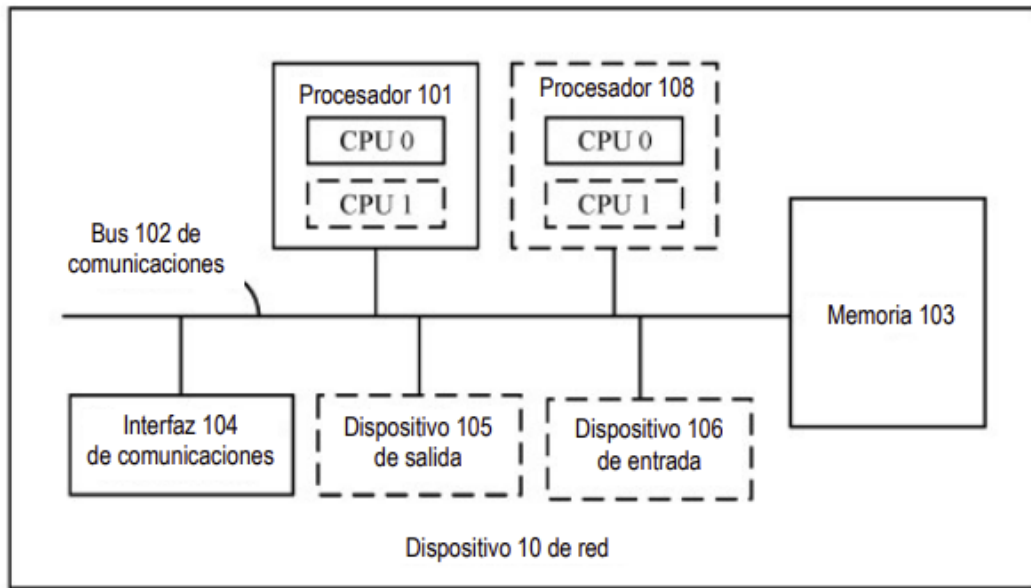 Procesador 101
CPU 0
CPU 1
Procesador 108
CPU 0
CPU 1
Bus 102 de
comunicaciones
Memoria 103
Interfaz 104
de comunicaciones
Dispositivo 105
de salida
Dispositivo 106
de entrada
Dispositivo 10 de red